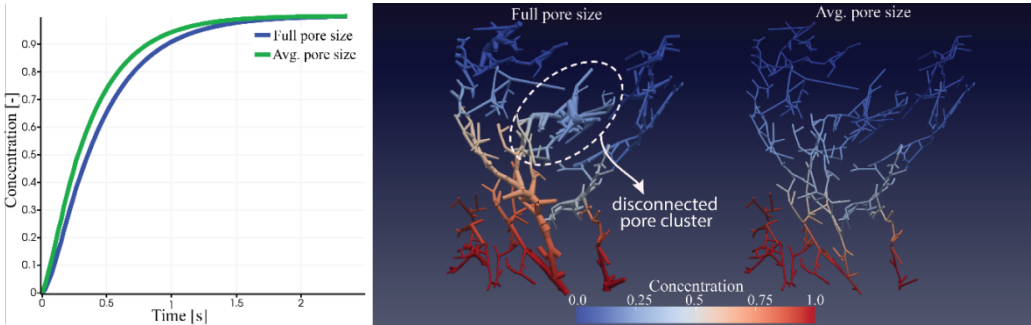 Full pore size
Avg. pore size
0.9
0.8
0.7
0.6
0.5
0.4
0.3
0.2
0.1
0
Concentration [-]
0
0.5
1
1.5
2
Time [s]
Full pore size
Avg. pore size
disconnected
pore cluster
Concentration
0.0
0.25
0.5
0.75
1.0